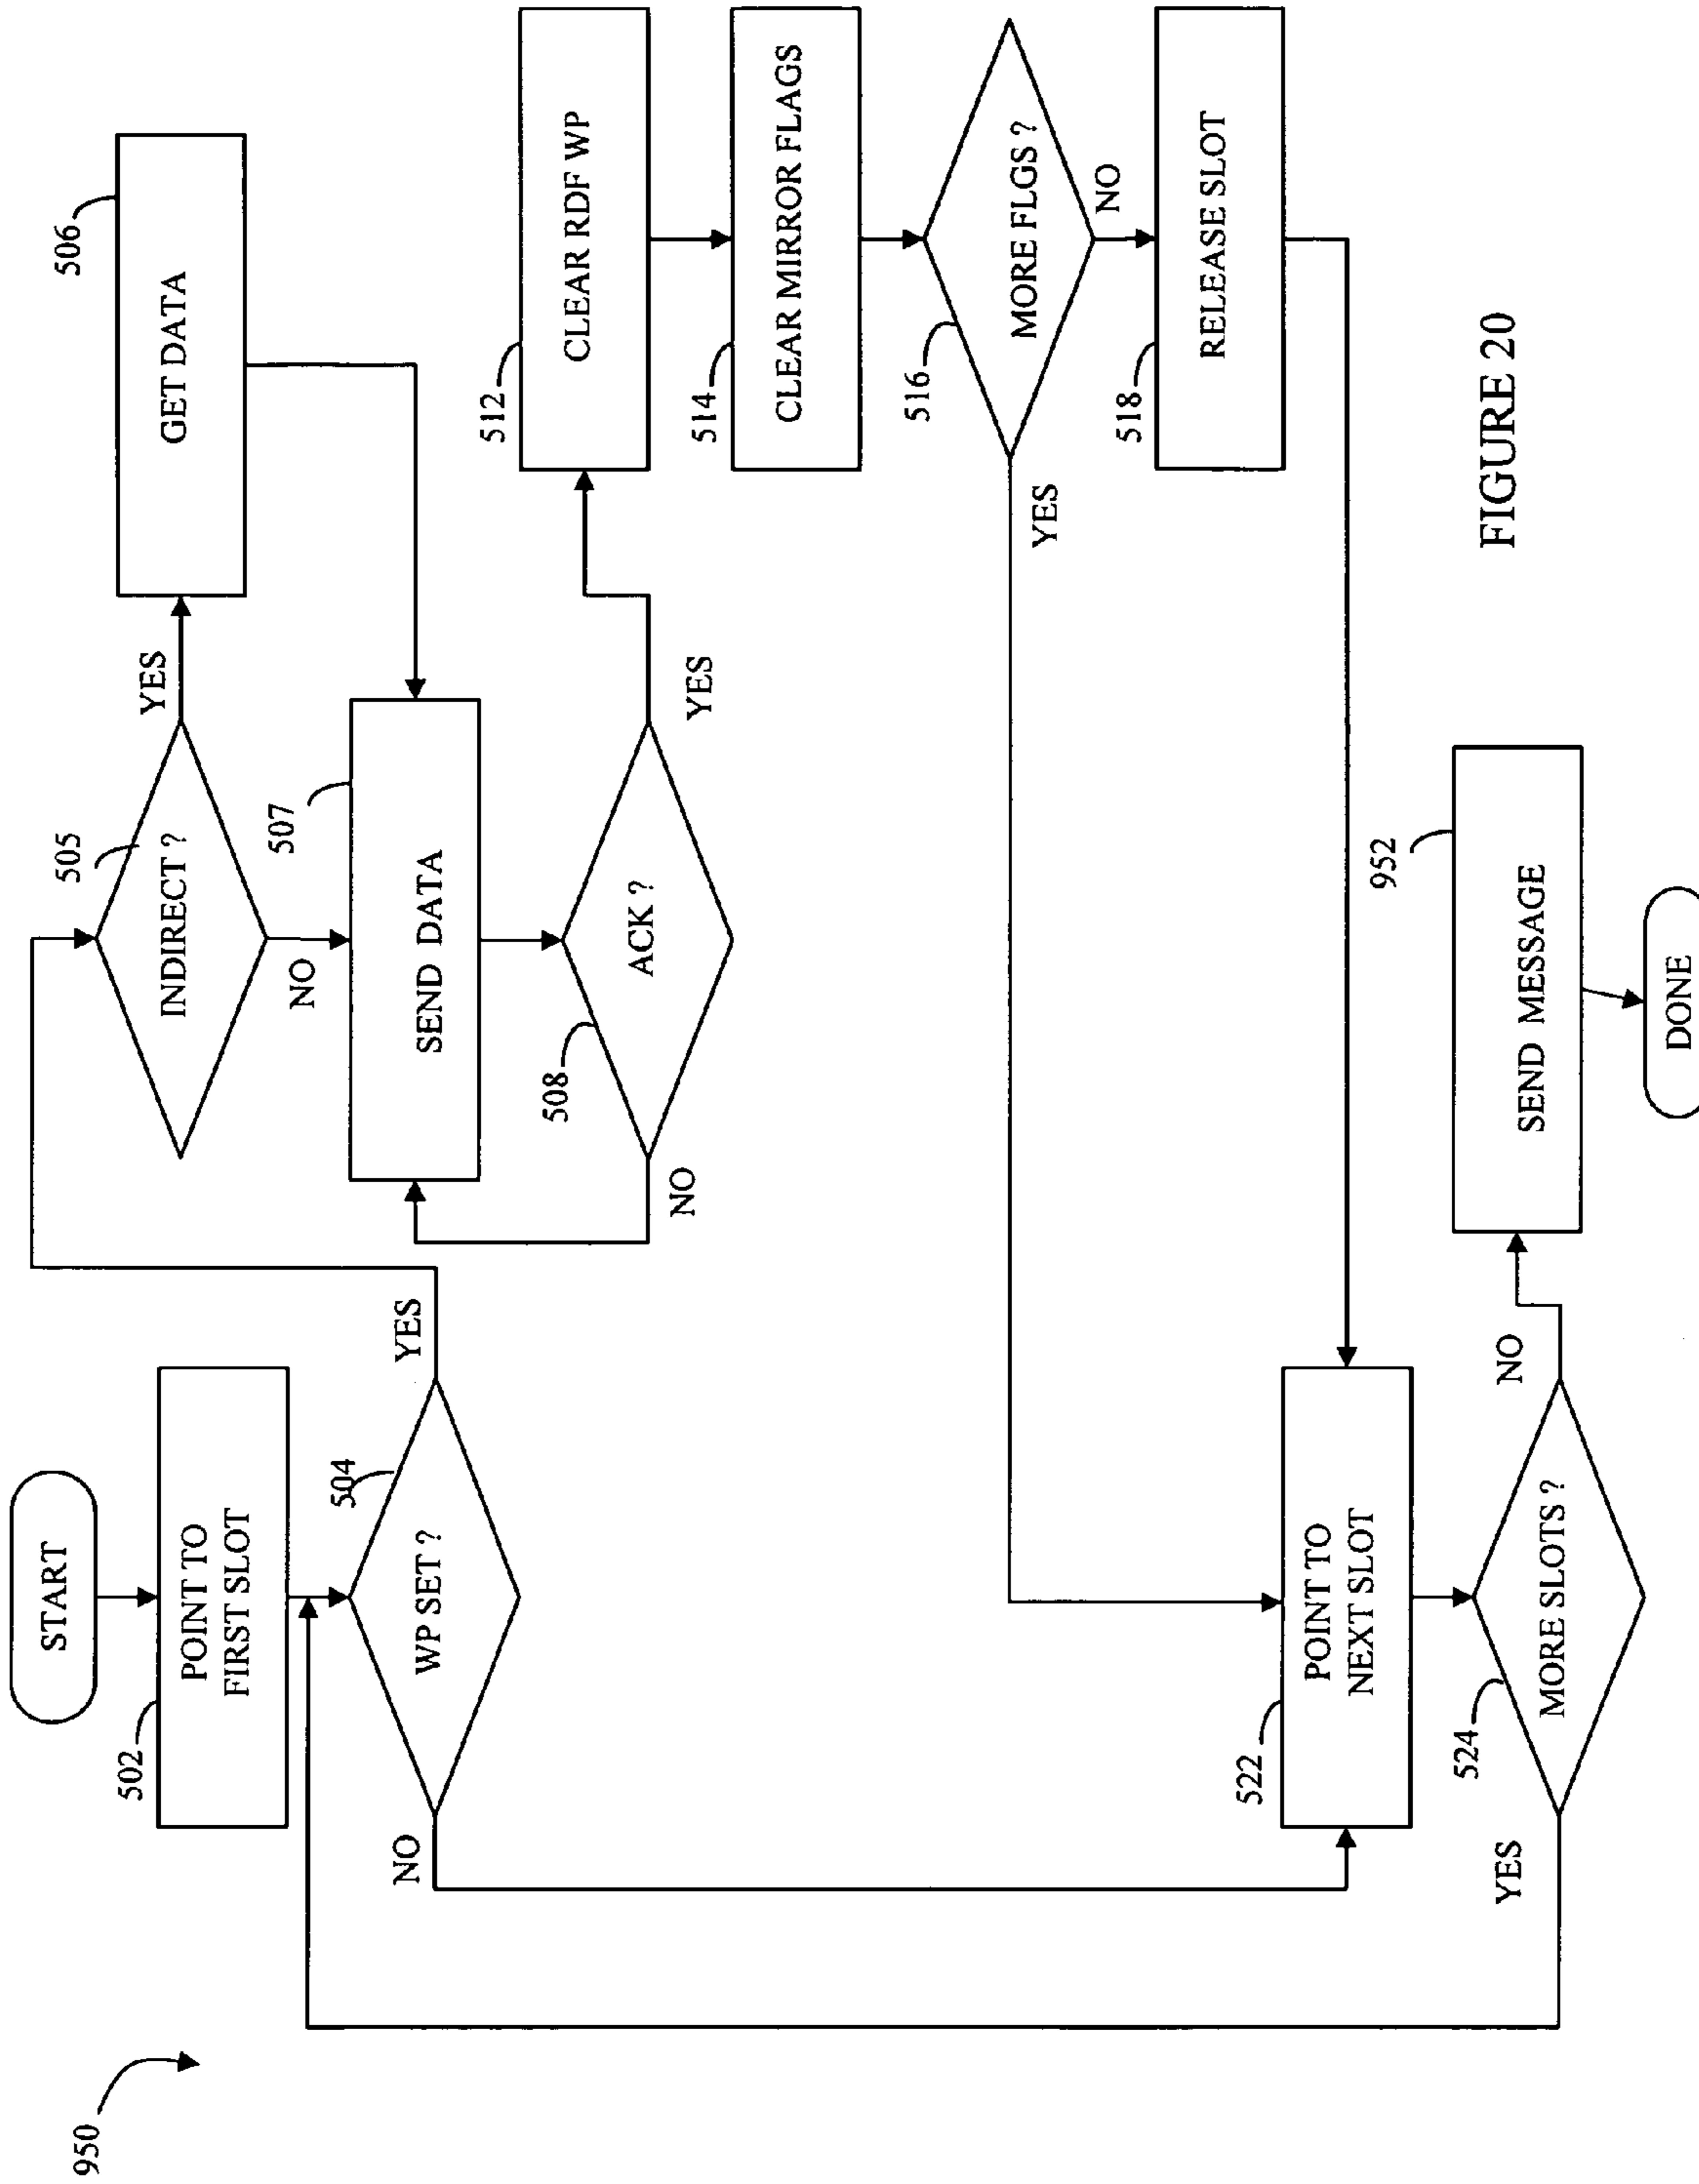 950
START
502
POINT TO
FIRST SLOT
504
WP SET ?
YES
NO
505
INDIRECT ?
YES
NO
506
GET DATA
507
SEND DATA
508
ACK ?
YES
NO
512
CLEAR RDF WP
514
CLEAR MIRROR FLAGS
516
MORE FLGS ?
YES
NO
518
RELEASE SLOT
522
POINT TO
NEXT SLOT
524
MORE SLOTS ?
YES
NO
952
SEND MESSAGE
DONE
FIGURE 20